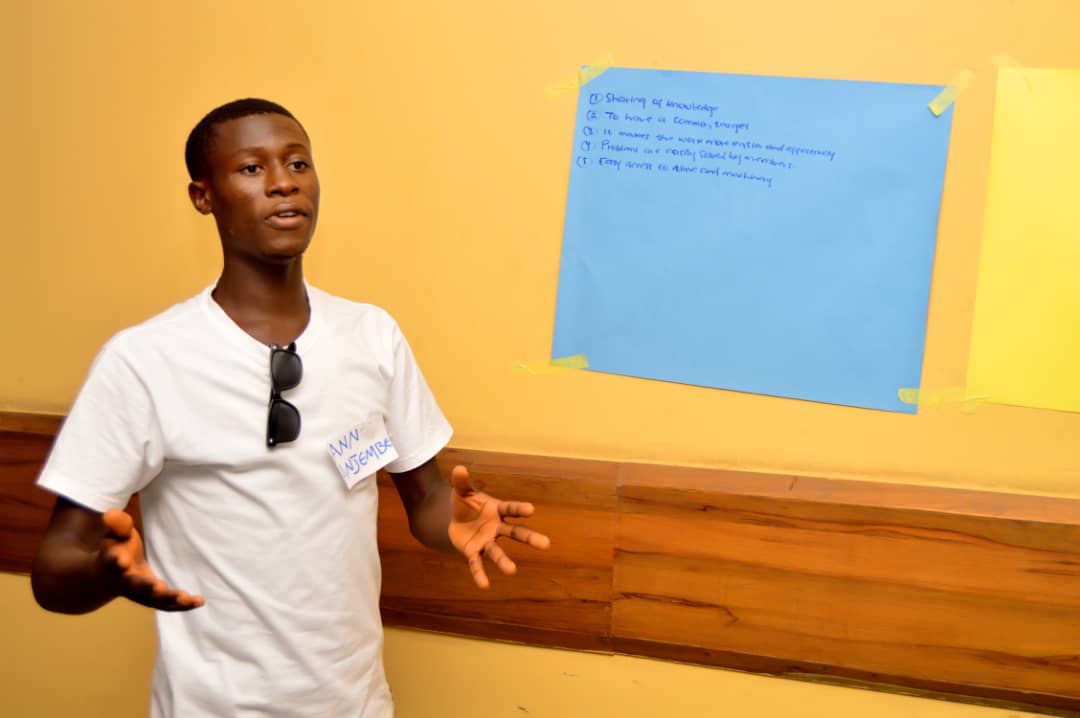 (1) Sharing of knowledge
(2) To have a common target
(3) It makes the work more easier and effectively
(4) Problems are easily solved by members.
(5) Easy access to and machinery
ANN
NJEMBE